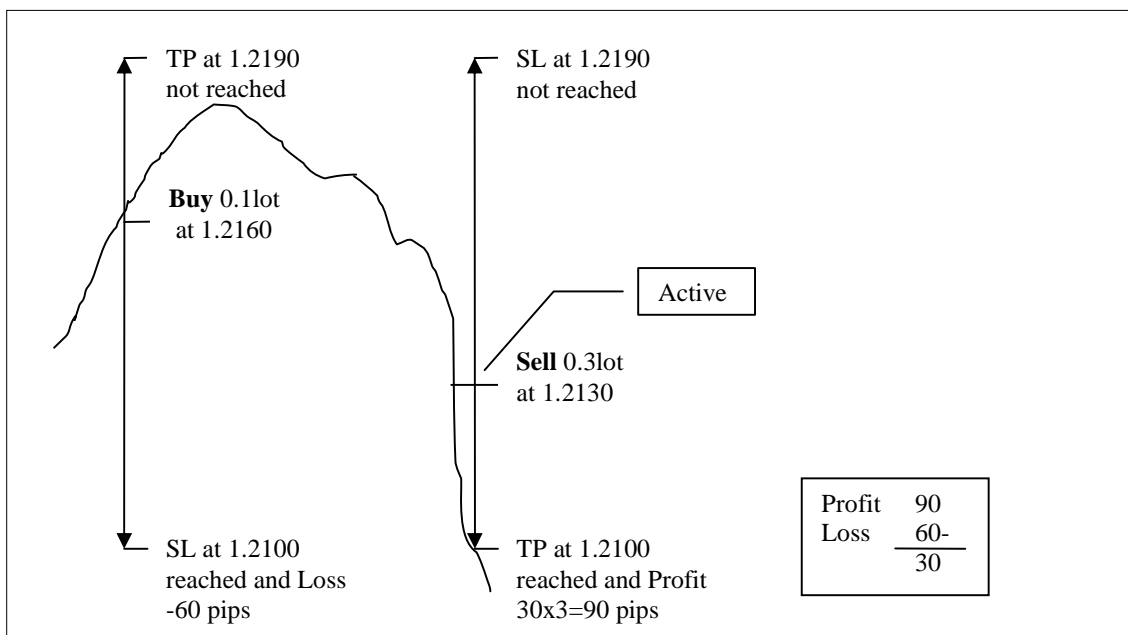 TP at 1.2190
not reached
SL at 1.2190
not reached
Buy 0.1lot
at 1.2160
Active
Sell 0.3lot
at 1.2130
Profit 90
Loss 60-
30
SL at 1.2100
reached and Loss
-60 pips
TP at 1.2100
reached and Profit
30x3=90 pips